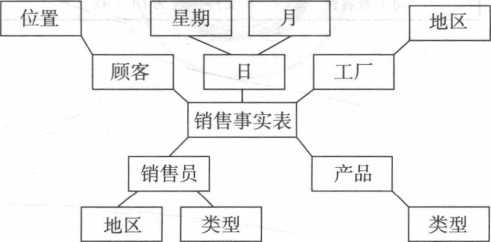 位置
星期
月
地区
顾客
日
工厂
销售事实表
销售员
产品
地区
类型
类型